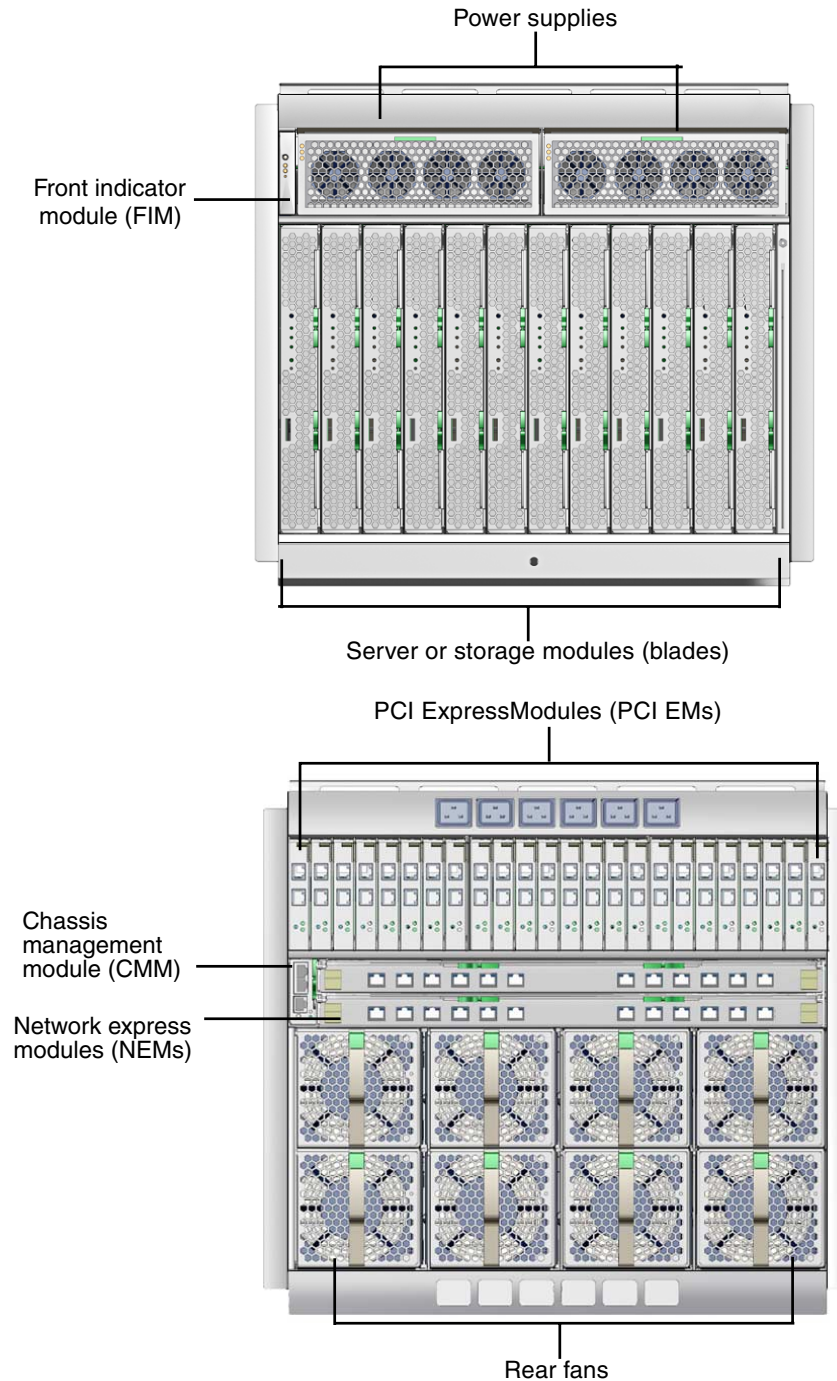 Power supplies
Front indicator
module (FIM)
Server or storage modules (blades)
PCI ExpressModules (PCI EMs)
Chassis
management
module (CMM)
Network express
modules (NEMs)
Rear fans